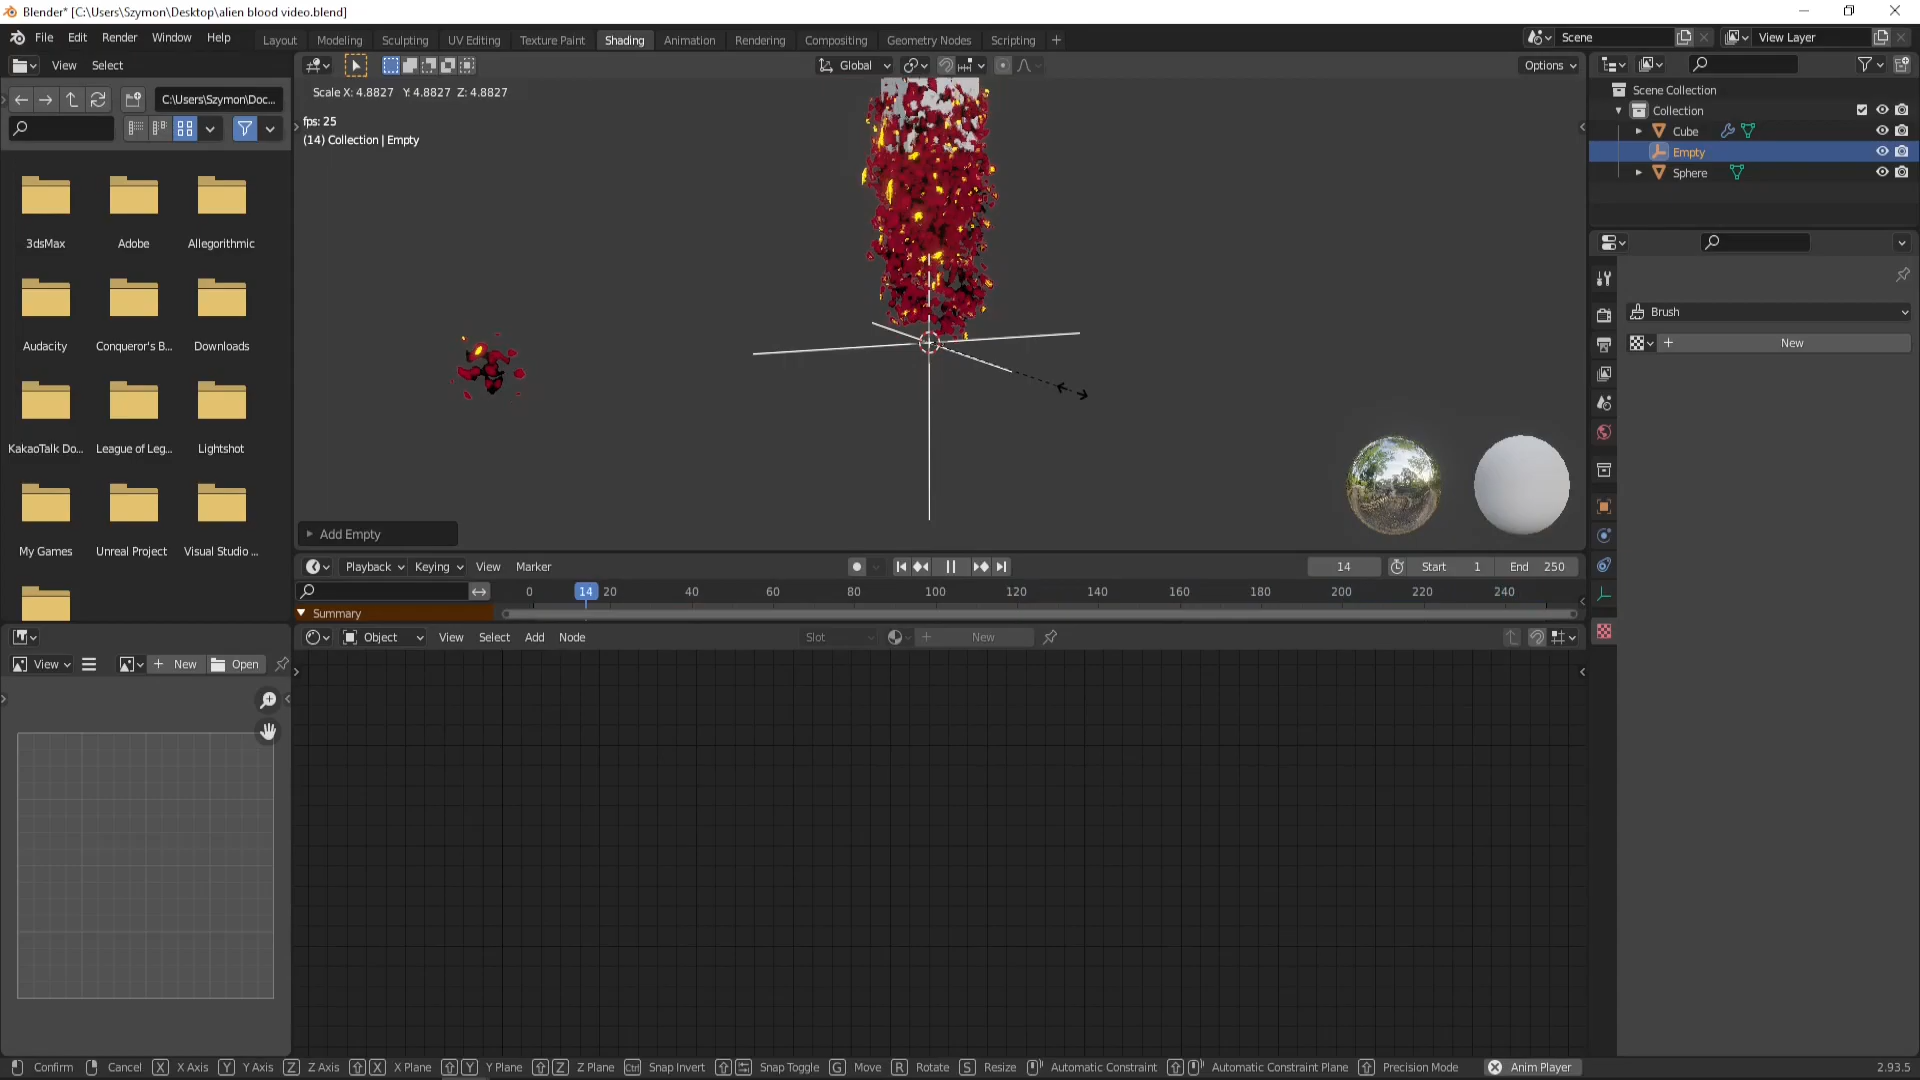 Blender* [C:\Users\Szymon\Desktop\alien blood video.blend]
File Edit Render Window Help
Layout Modeling Sculpting UV Editing Texture Paint Shading Animation Rendering Compositing Geometry Nodes Scripting
Scene
View Layer
View Select
Global
Options
C:\Users\Szymon\Doc...
Scale X: 4.8827 Y: 4.8827 Z: 4.8827
fps: 25
(14) Collection | Empty
Scene Collection
Collection
Cube
Empty
Sphere
3dsMax Adobe Allegorithmic
Audacity Conqueror's B... Downloads
KakaoTalk Do... League of Leg... Lightshot
My Games Unreal Project Visual Studio ...
Brush
New
Add Empty
Playback Keying View Marker
14 Start 1 End 250
0 14 20 40 60 80 100 120 140 160 180 200 220 240
Summary
Object View Select Add Node Slot New
View New Open
Confirm Cancel X X Axis Y Y Axis Z Z Axis X X Plane Y Y Plane Z Z Plane Ctrl Snap Invert Snap Toggle G Move R Rotate S Resize Automatic Constraint Automatic Constraint Plane Precision Mode Anim Player 2.93.5